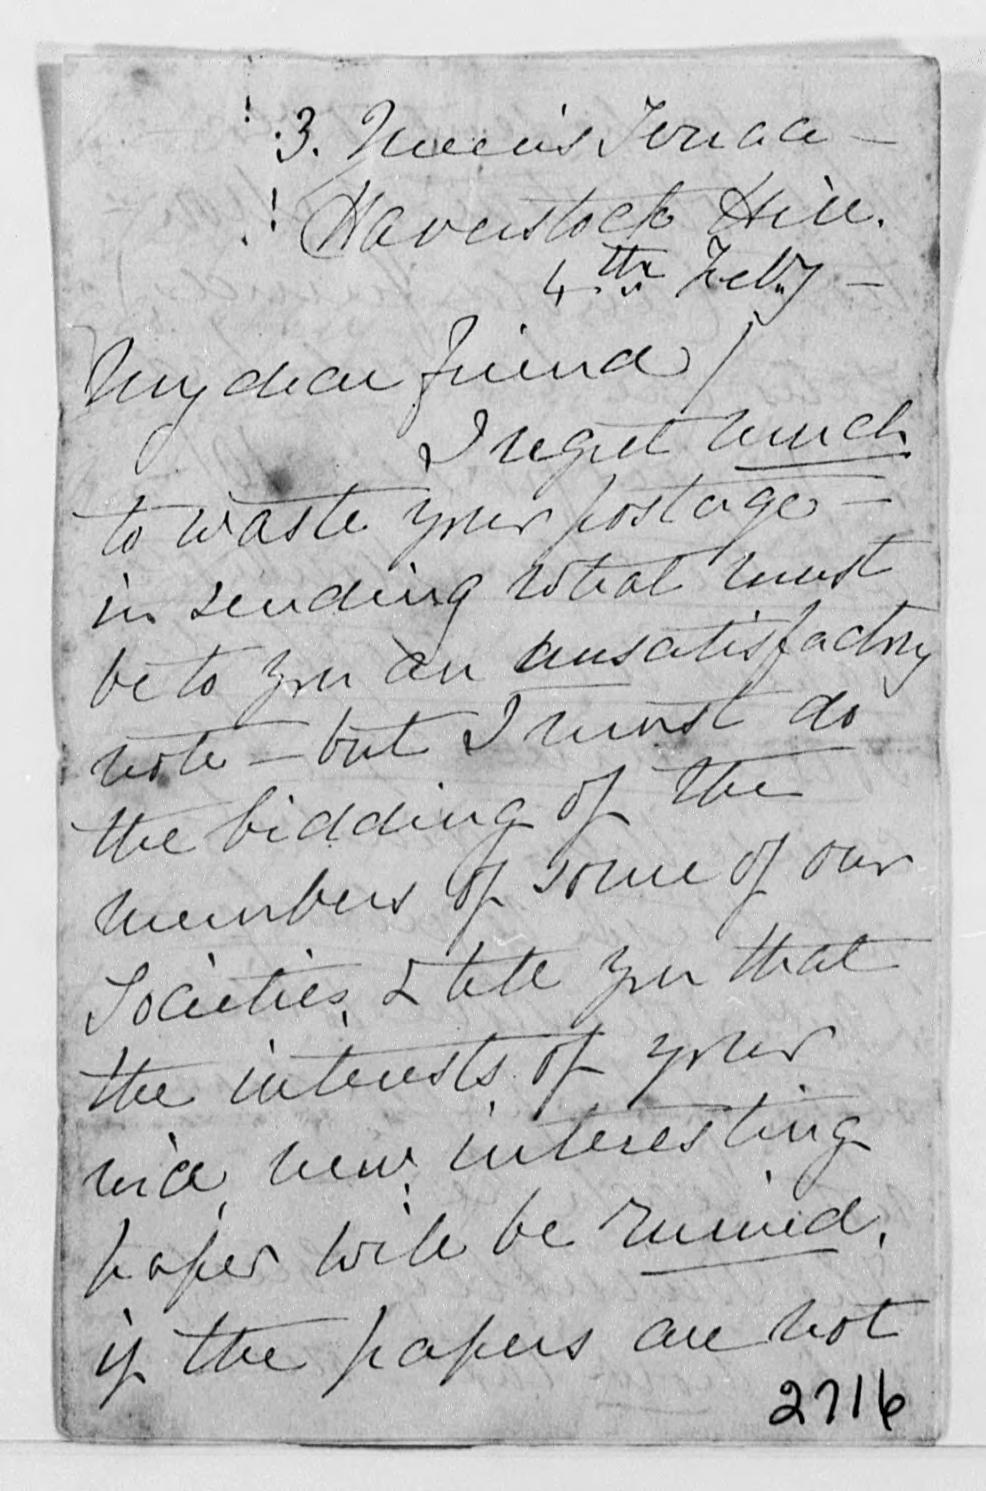 3. Queen's Terrace —
Haverstock Hill.
4th Feby —
My dear friend /
I regret much
to waste your postage —
in sending what must
be to you an unsatisfactory
note — but I must do
the bidding of the
members of some of our
Societies, & tell you that
the interests of your
nice, new, interesting
paper will be ruined,
if the papers are not
2716